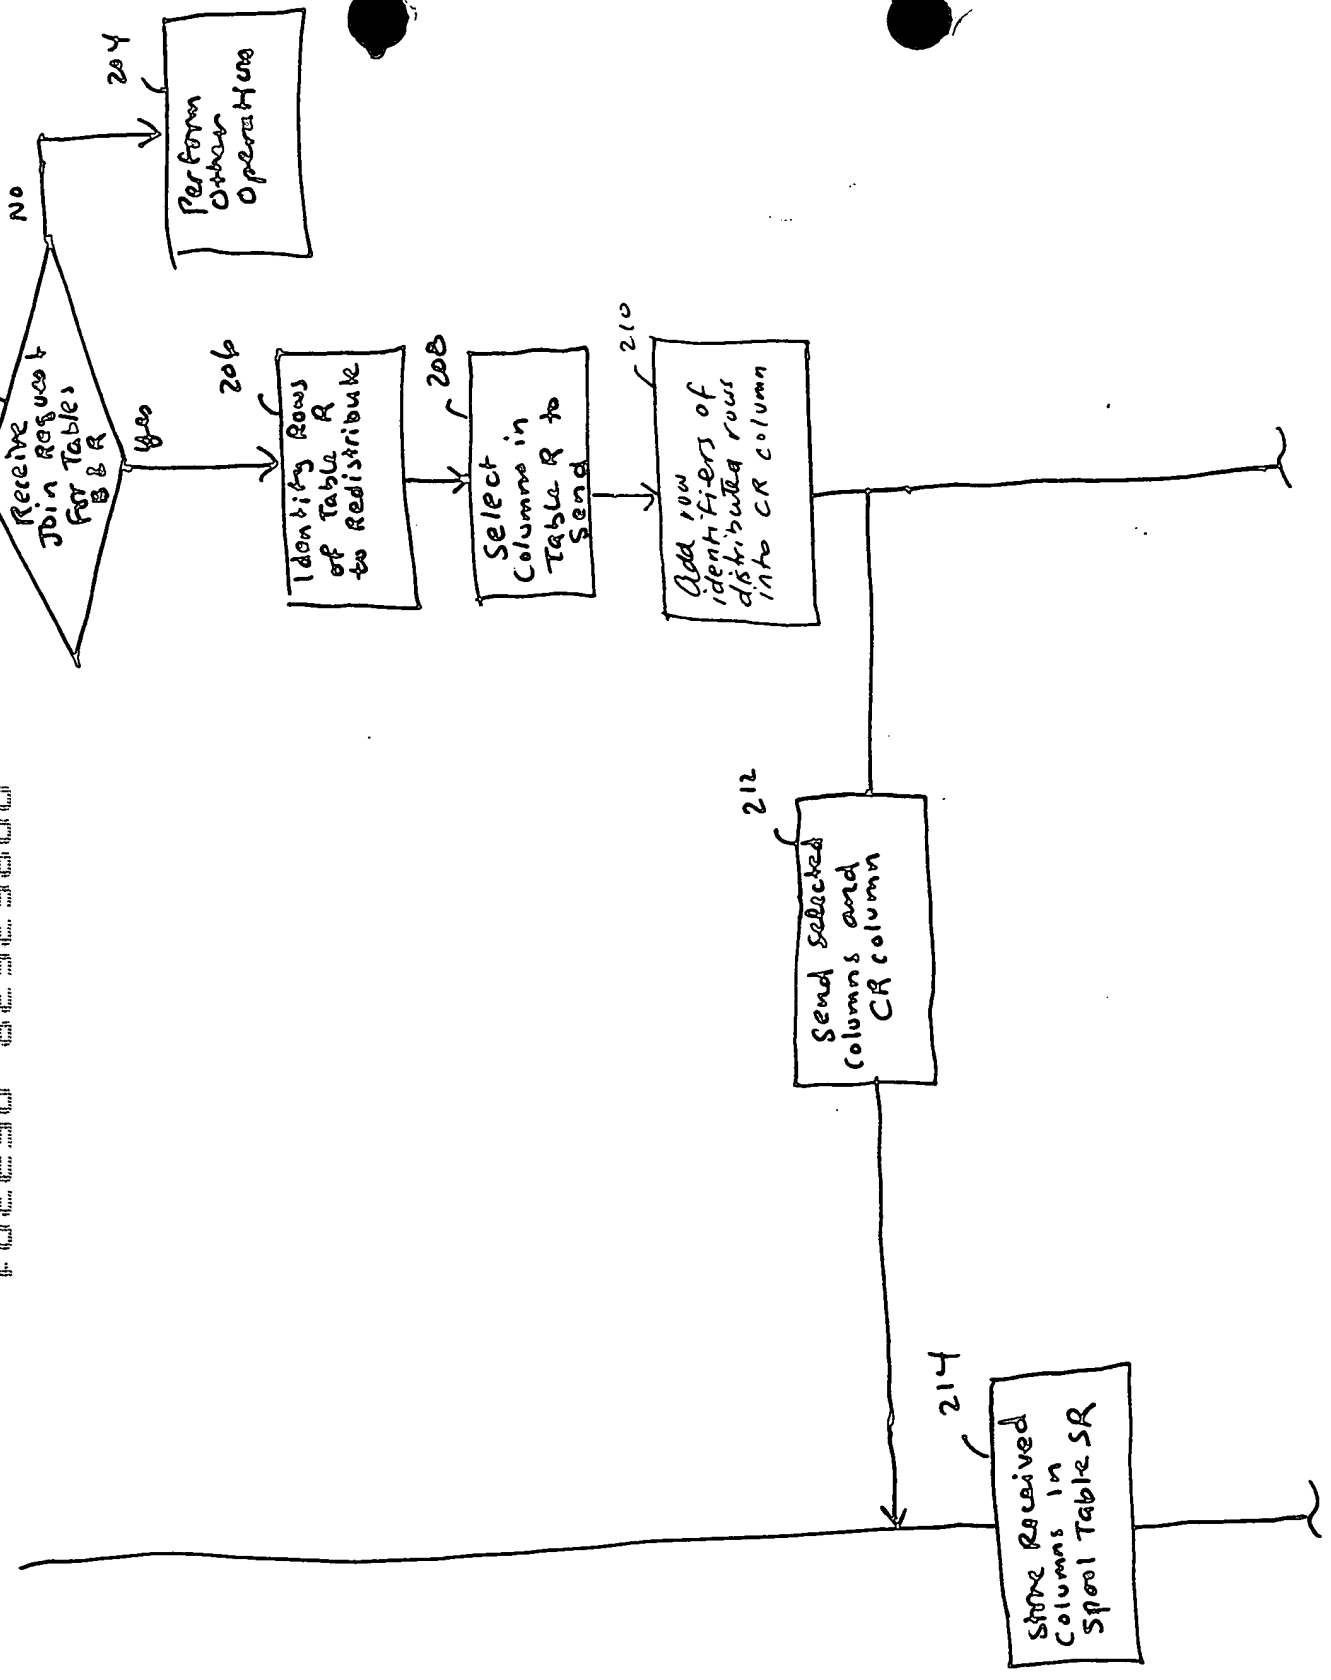 Receive
Join Request
For Tables
B & R
NO
204
Perform
Other
Operations
Yes
206
Identify Rows
of Table R
to Redistribute
208
Select
Columns in
Table R to
Send
210
Add row
identifiers of
distributed rows
into CR column
212
Send selected
Columns and
CR column
214
Store Received
Columns in
Spool Table SR